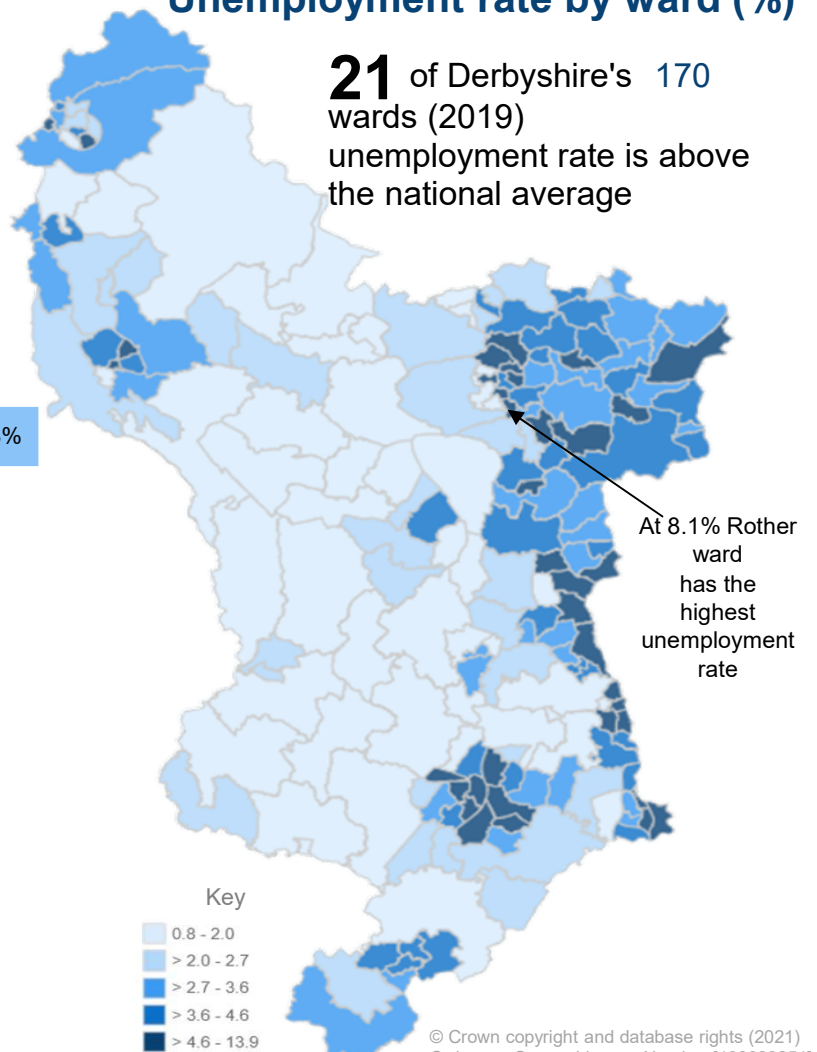 Unemployment rate by ward (%)
21 of Derbyshire's 170
wards (2019)
unemployment rate is above
the national average
%
At 8.1% Rother
ward
has the
highest
unemployment
rate
Key
0.8 - 2.0
> 2.0 - 2.7
> 2.7 - 3.6
> 3.6 - 4.6
> 4.6 - 13.9
© Crown copyright and database rights (2021)